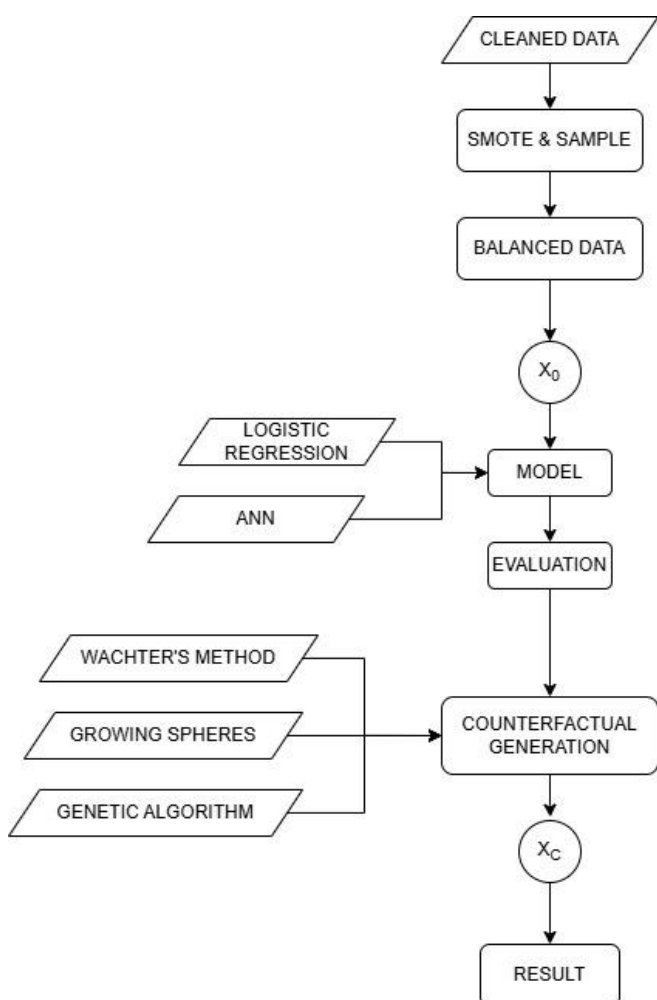 CLEANED DATA
SMOTE & SAMPLE
BALANCED DATA
X₀
LOGISTIC
REGRESSION
MODEL
ANN
EVALUATION
WACHTER'S METHOD
GROWING SPHERES
COUNTERFACTUAL
GENERATION
GENETIC ALGORITHM
X_C
RESULT